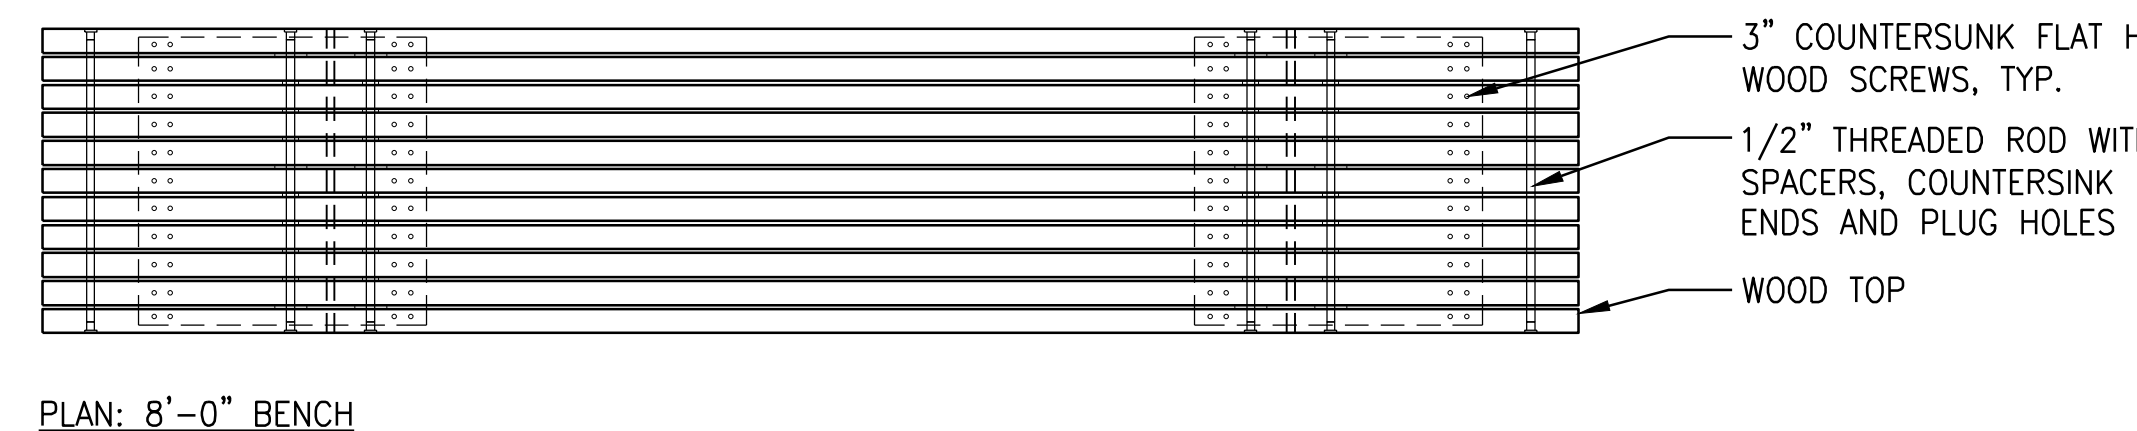 3” COUNTERSUNK FLAT
WOOD SCREWS, TYP.
1/2” THREADED ROD
SPACERS, COUNTERSINK
ENDS AND PLUG HOLES
WOOD TOP
PLAN: 8’-0” BENCH